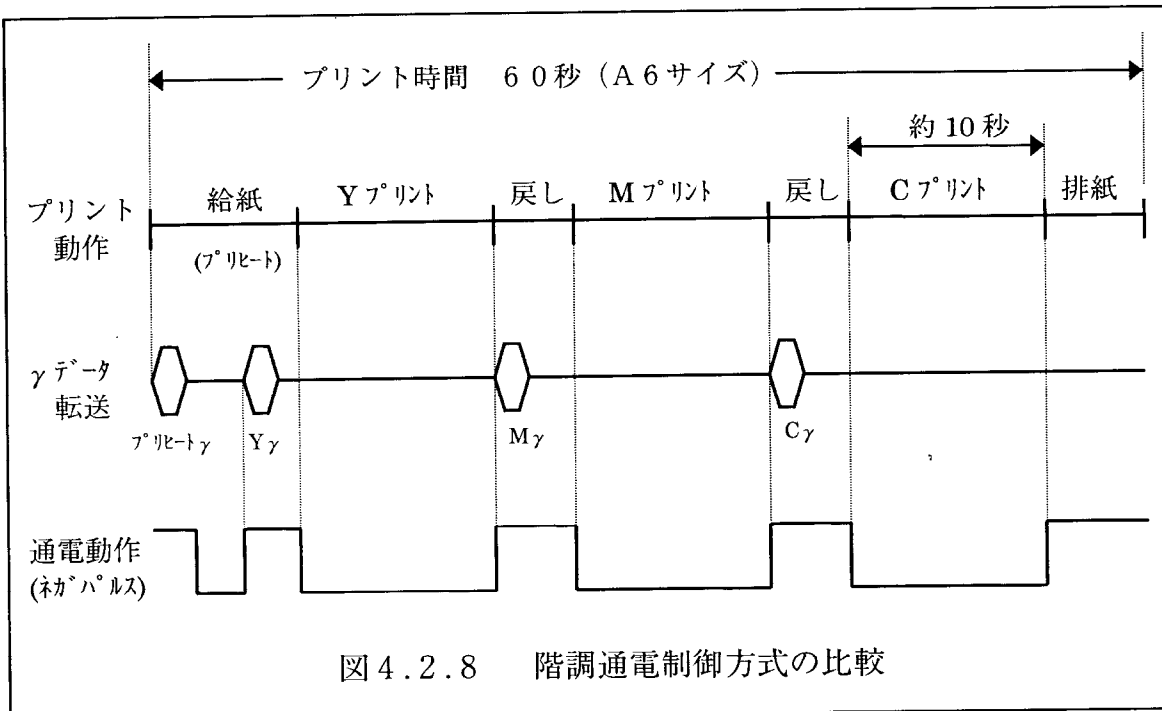 プリント時間 60秒(A6サイズ)
約10秒
プリント動作
給紙
(プリヒート)
Yプリント
戻し
Mプリント
戻し
Cプリント
排紙
γデータ転送
プリヒートγ
Yγ
Mγ
Cγ
通電動作
(ネガパルス)
図4.2.8 階調通電制御方式の比較